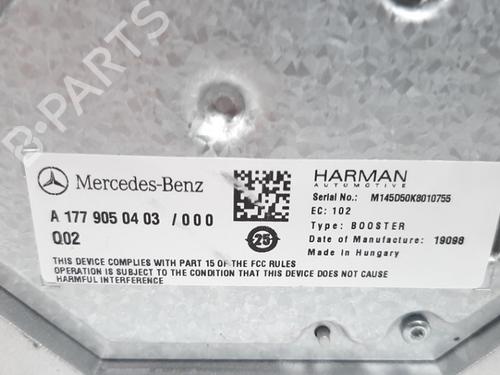 B-PARTS
Mercedes-Benz
A 177 905 04 03 / 000
Q02
25
THIS DEVICE COMPLIES WITH PART 15 OF THE FCC RULES
OPERATION IS SUBJECT TO THE CONDITION THAT THIS DEVICE DOES NOT CAUSE
HARMFUL INTERFERENCE
HARMAN
AUTOMOTIVE
Serial No.: M145D50K8010755
EC: 102
Type: BOOSTER
Date of Manufacture: 19098
Made in Hungary